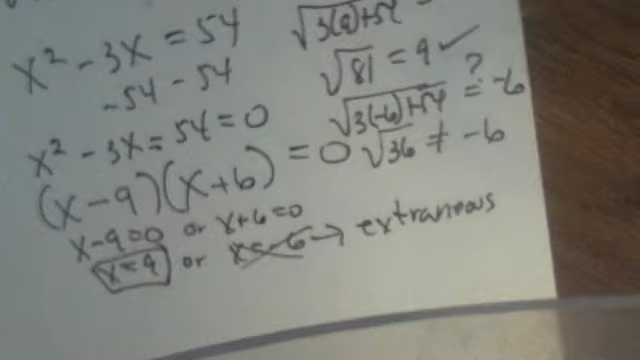 x² - 3x = 54
-54 - 54
x² - 3x = 54 = 0
(x-9)(x+6) = 0
x-9=0 or x+6=0
x=9 or x=-6 → extraneous
√3(9)+54 =
√81 = 9 ✓
√3(-6)+54 ?= -6
√36 ≠ -6